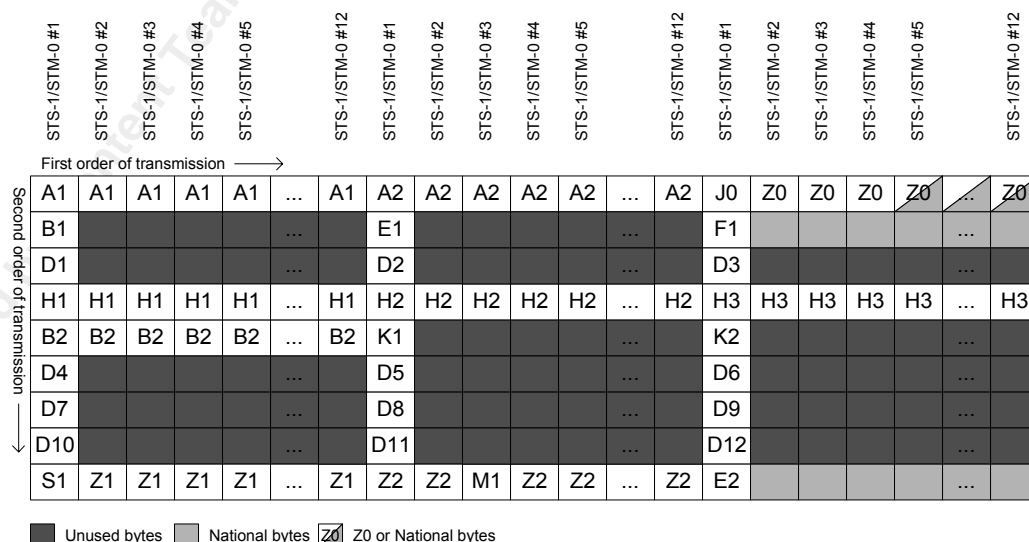 STS-1/STM-0 #1 STS-1/STM-0 #2 STS-1/STM-0 #3 STS-1/STM-0 #4 STS-1/STM-0 #5 STS-1/STM-0 #12 STS-1/STM-0 #1 STS-1/STM-0 #2 STS-1/STM-0 #3 STS-1/STM-0 #4 STS-1/STM-0 #5 STS-1/STM-0 #12 STS-1/STM-0 #1 STS-1/STM-0 #2 STS-1/STM-0 #3 STS-1/STM-0 #4 STS-1/STM-0 #5 STS-1/STM-0 #12
First order of transmission
Second order of transmission
A1 A1 A1 A1 A1 ... A1 A2 A2 A2 A2 A2 ... A2 J0 Z0 Z0 Z0 Z0 ... Z0
B1 ... E1 ... F1 ...
D1 ... D2 ... D3 ...
H1 H1 H1 H1 H1 ... H1 H2 H2 H2 H2 H2 ... H2 H3 H3 H3 H3 H3 ... H3
B2 B2 B2 B2 B2 ... B2 K1 ... K2 ...
D4 ... D5 ... D6 ...
D7 ... D8 ... D9 ...
D10 ... D11 ... D12 ...
S1 Z1 Z1 Z1 Z1 ... Z1 Z2 Z2 M1 Z2 Z2 ... Z2 E2 ...
Unused bytes National bytes Z0 Z0 or National bytes